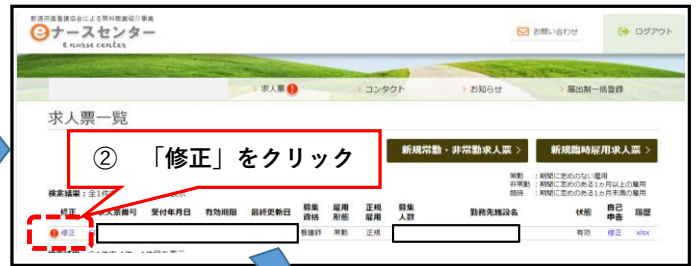 都道府県看護協会による無料職業紹介事業
eナースセンター
e nurse center
お問い合わせ
ログアウト
求人票
コンタクト
お知らせ
届出制一括登録
求人票一覧
② 「修正」をクリック
新規常勤・非常勤求人票 >
新規臨時雇用求人票 >
常勤 : 期間に定めのない雇用
非常勤 : 期間に定めのある1ヵ月以上の雇用
臨時 : 期間に定めのある1ヵ月未満の雇用
検索結果：全1件
表示
修正 求人票番号 受付年月日 有効期限 最終更新日 募集資格 雇用形態 正規雇用 募集人数 勤務先施設名 状態 自己申告 履歴
修正 看護師 常勤 正規 有効 修正 xlsx